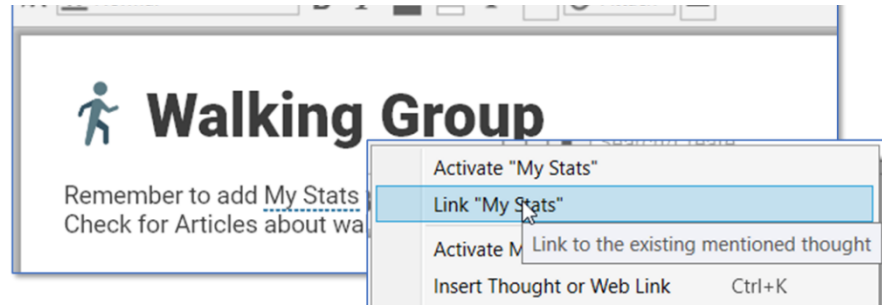 Walking Group
Activate "My Stats"
Remember to add My Stats
Link "My Stats"
Check for Articles about wa
Link to the existing mentioned thought
Activate M
Insert Thought or Web Link Ctrl+K